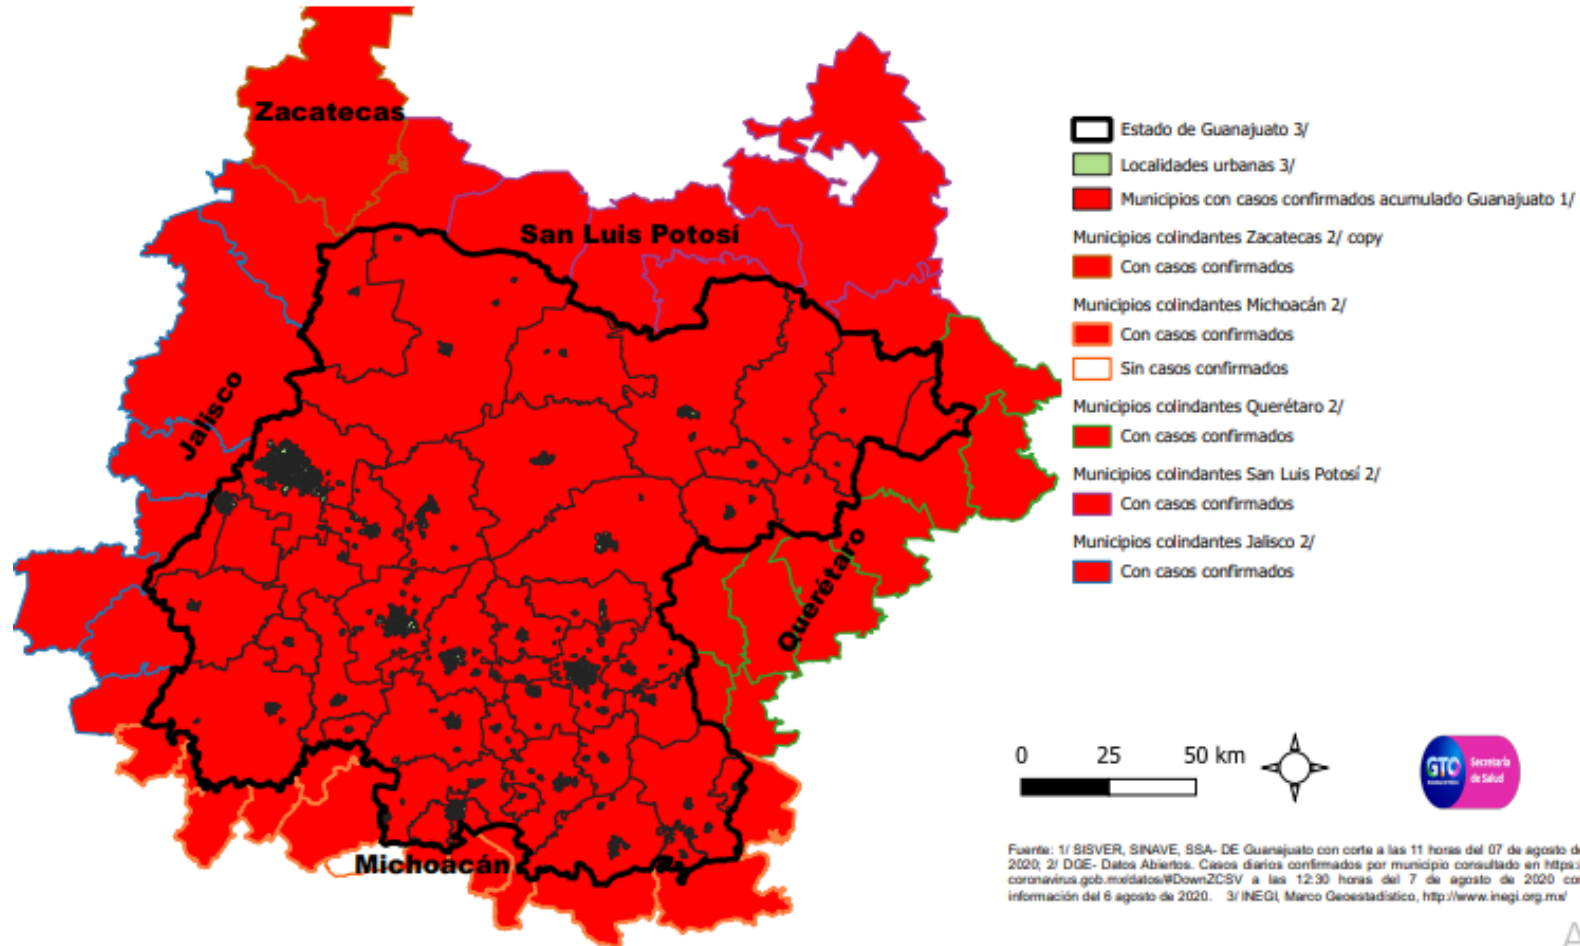 Zacatecas
San Luis Potosí
Jalisco
Querétaro
Michoacán
Estado de Guanajuato 3/
Localidades urbanas 3/
Municipios con casos confirmados acumulado Guanajuato 1/
Municipios colindantes Zacatecas 2/ copy
Con casos confirmados
Municipios colindantes Michoacán 2/
Con casos confirmados
Sin casos confirmados
Municipios colindantes Querétaro 2/
Con casos confirmados
Municipios colindantes San Luis Potosí 2/
Con casos confirmados
Municipios colindantes Jalisco 2/
Con casos confirmados
0 25 50 km
GTO
Secretaría
de Salud
Fuente: 1/ SISVER, SINAVE, SSA- DE Guanajuato con corte a las 11 horas del 07 de agosto de
2020; 2/ DGE- Datos Abiertos. Casos diarios confirmados por municipio consultado en https:/
coronavirus.gob.mx/datos/#DownZCSV a las 12:30 horas del 7 de agosto de 2020 con
información del 6 agosto de 2020. 3/ INEGI, Marco Geoestadístico, http://www.inegi.org.mx/
A